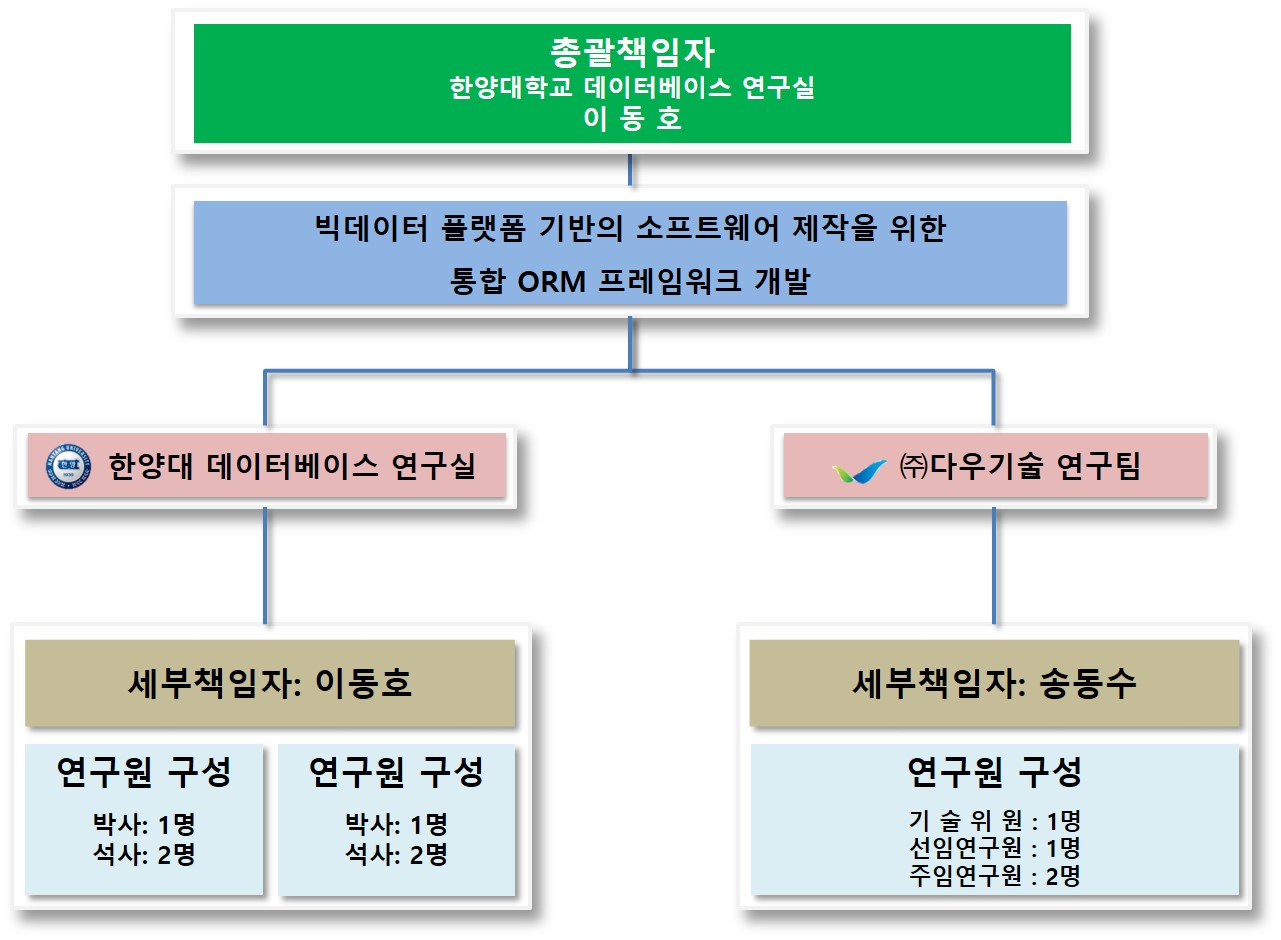 총괄책임자
한양대학교 데이터베이스 연구실
이 동 호
빅데이터 플랫폼 기반의 소프트웨어 제작을 위한
통합 ORM 프레임워크 개발
한양대 데이터베이스 연구실
㈜다우기술 연구팀
세부책임자: 이동호
연구원 구성
박사: 1명
석사: 2명
연구원 구성
박사: 1명
석사: 2명
세부책임자: 송동수
연구원 구성
기 술 위 원 : 1명
선임연구원 : 1명
주임연구원 : 2명